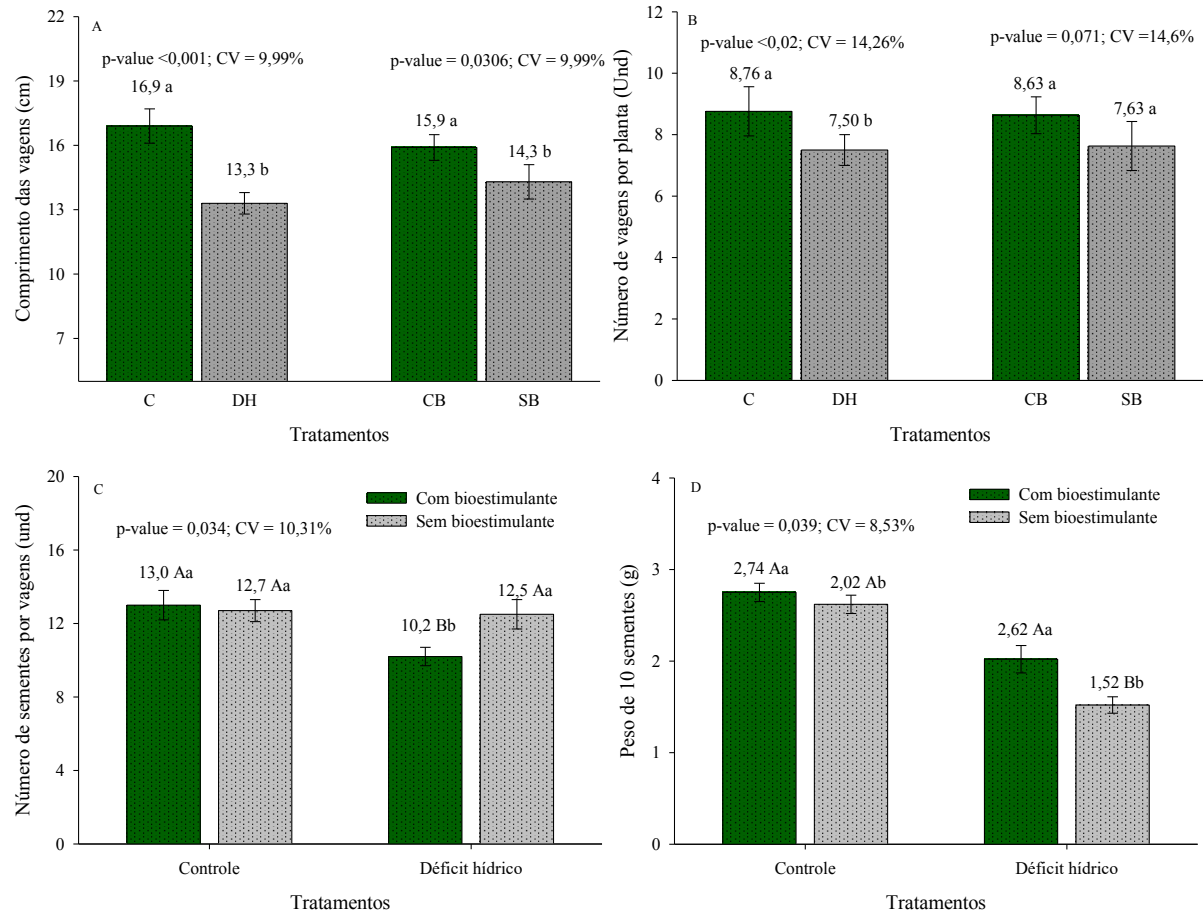 A
p-value <0,001; CV = 9,99%
p-value = 0,0306; CV = 9,99%
22
19
16
13
10
7
Comprimento das vagens (cm)
16,9 a
13,3 b
15,9 a
14,3 b
C
DH
CB
SB
Tratamentos
B
p-value <0,02; CV = 14,26%
p-value = 0,071; CV =14,6%
12
10
8
6
4
2
0
Número de vagens por planta (Und)
8,76 a
7,50 b
8,63 a
7,63 a
C
DH
CB
SB
Tratamentos
C
Com bioestimulante
Sem bioestimulante
p-value = 0,034; CV = 10,31%
20
16
12
8
4
0
Número de sementes por vagens (und)
13,0 Aa
12,7 Aa
10,2 Bb
12,5 Aa
Controle
Déficit hídrico
Tratamentos
D
Com bioestimulante
Sem bioestimulante
p-value = 0,039; CV = 8,53%
4
3
2
1
0
Peso de 10 sementes (g)
2,74 Aa
2,02 Ab
2,62 Aa
1,52 Bb
Controle
Déficit hídrico
Tratamentos